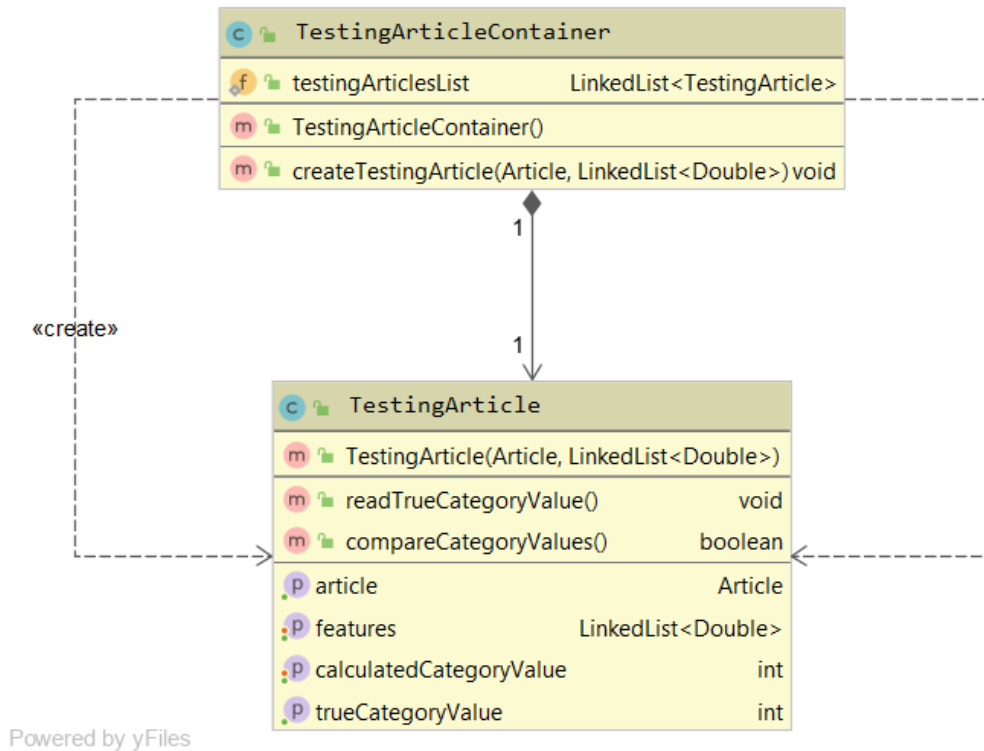 c TestingArticleContainer
f testingArticlesList LinkedList<TestingArticle>
m TestingArticleContainer()
m createTestingArticle(Article, LinkedList<Double>) void
1
«create»
1
c TestingArticle
m TestingArticle(Article, LinkedList<Double>)
m readTrueCategoryValue() void
m compareCategoryValues() boolean
p article Article
p features LinkedList<Double>
p calculatedCategoryValue int
p trueCategoryValue int
Powered by yFiles